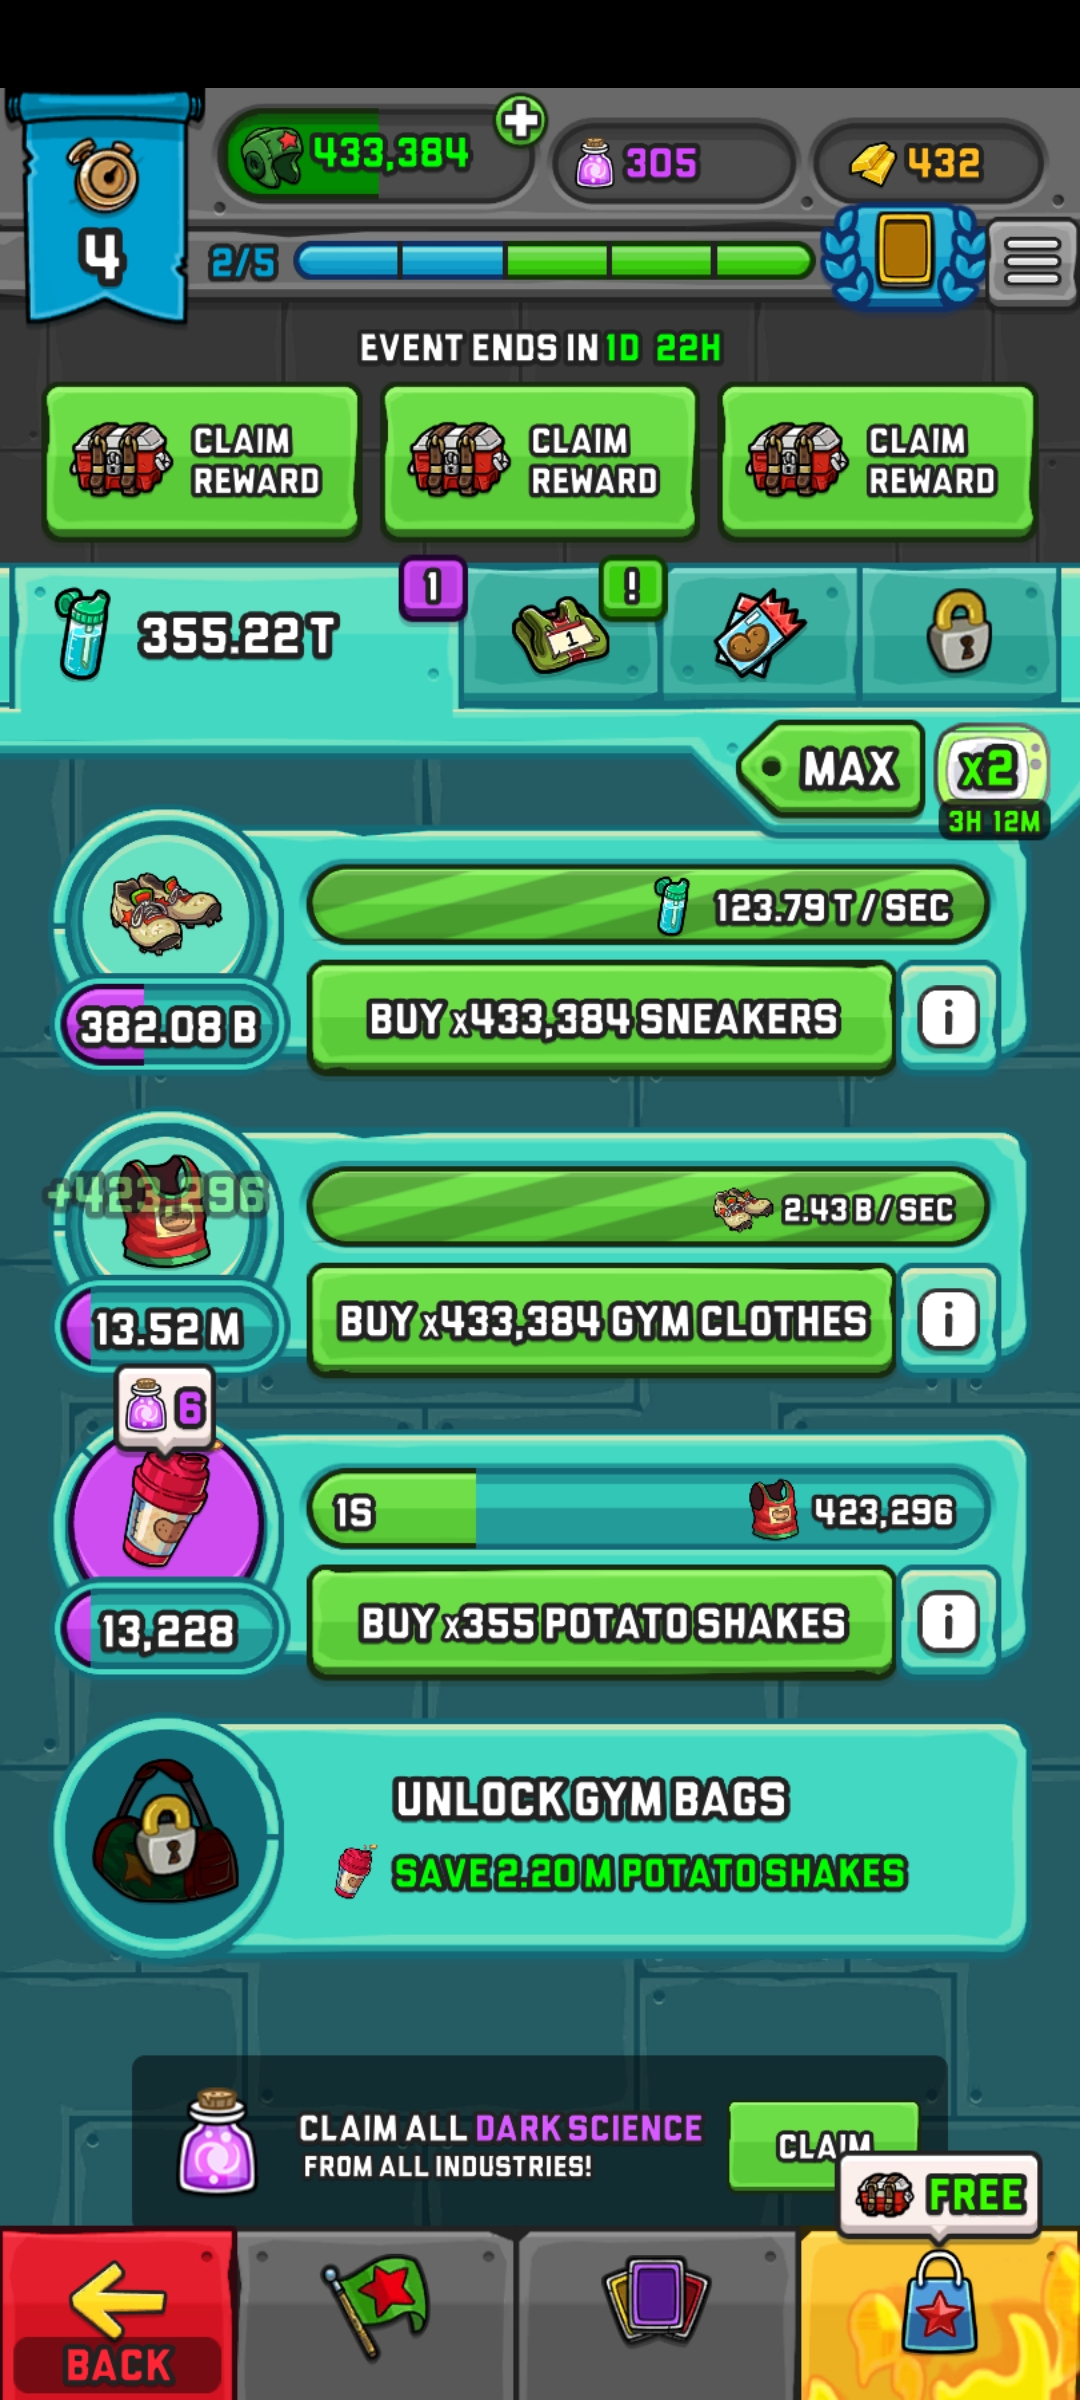 433,384
305
432
4
2/5
EVENT ENDS IN 1D 22H
CLAIM REWARD
CLAIM REWARD
CLAIM REWARD
355.22 T
1
1
!
MAX
x2
3H 12M
123.79 T / SEC
382.08 B
BUY x433,384 SNEAKERS
i
+423,296
2.43 B / SEC
13.52 M
BUY x433,384 GYM CLOTHES
i
6
1S
423,296
13,228
BUY x355 POTATO SHAKES
i
UNLOCK GYM BAGS
SAVE 2.20 M POTATO SHAKES
CLAIM ALL DARK SCIENCE
FROM ALL INDUSTRIES!
CLAIM
FREE
BACK